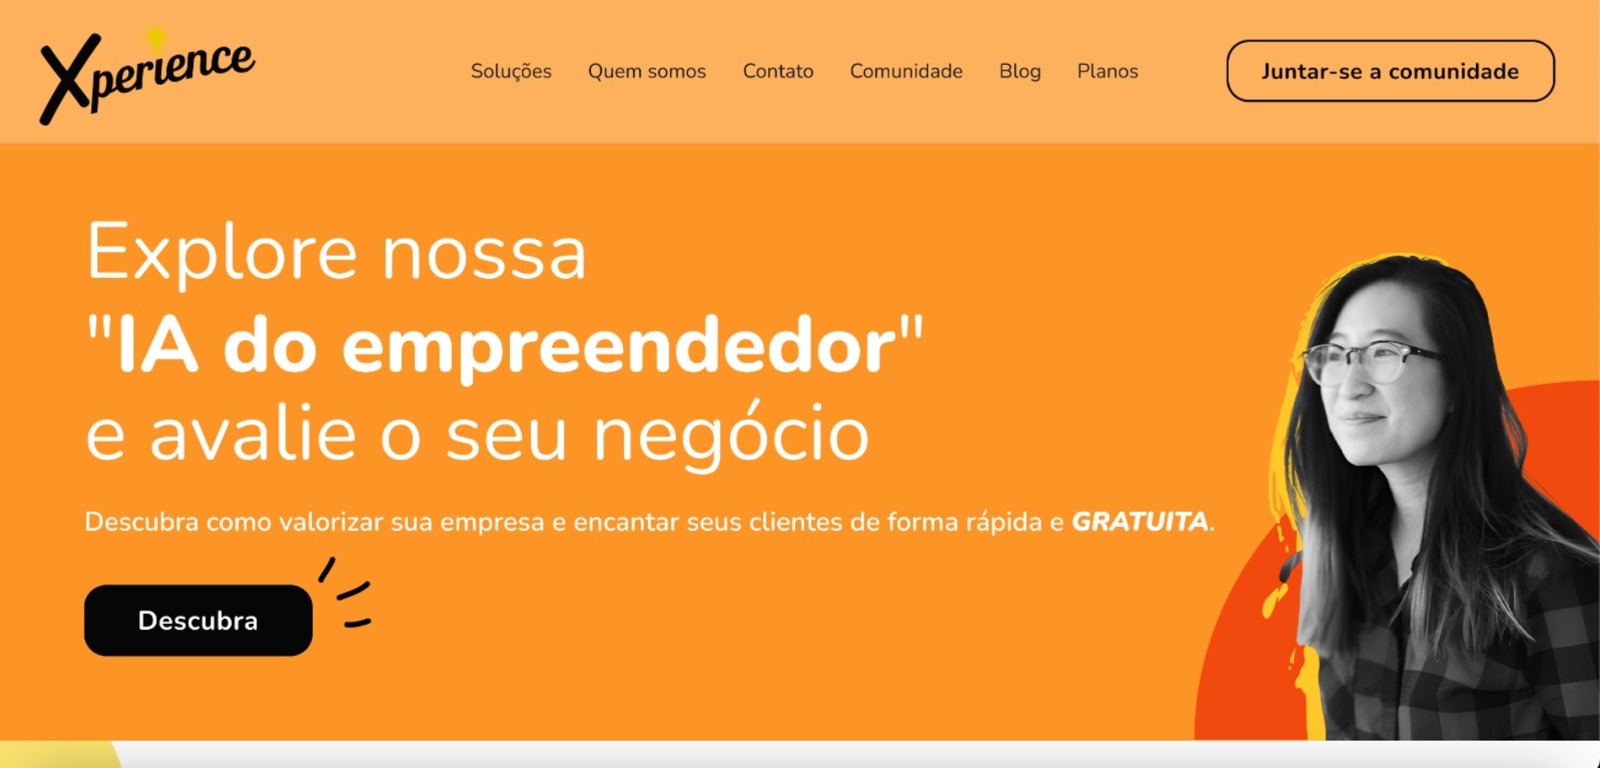 Xperience
Soluções
Quem somos
Contato
Comunidade
Blog
Planos
Juntar-se a comunidade
Explore nossa
"IA do empreendedor"
e avalie o seu negócio
Descubra como valorizar sua empresa e encantar seus clientes de forma rápida e GRATUITA.
Descubra